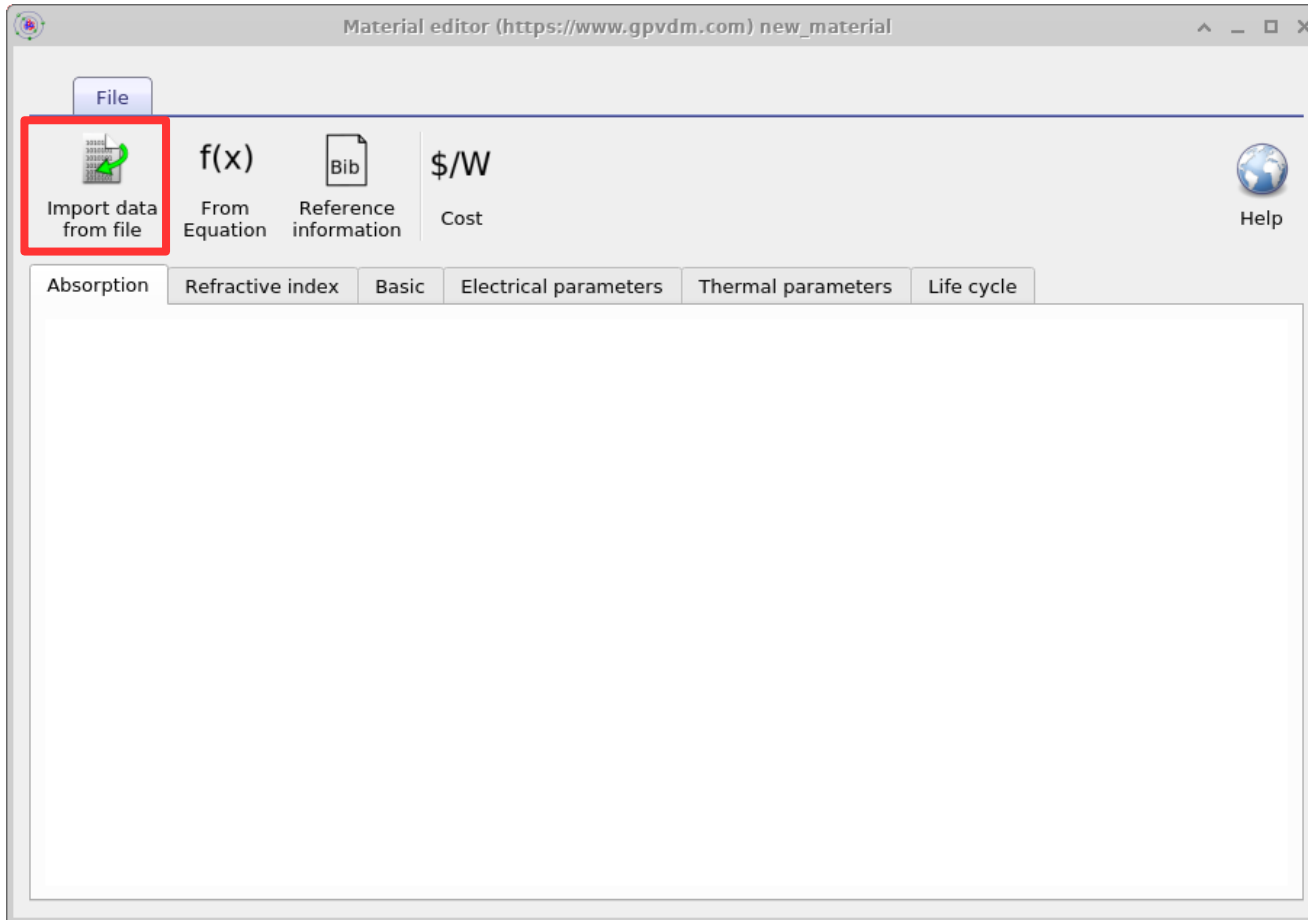 Material editor (https://www.gpvdm.com) new_material
File
f(x)
Bib
$/W
Import data
from file
From
Equation
Reference
information
Cost
Help
Absorption Refractive index Basic Electrical parameters Thermal parameters Life cycle